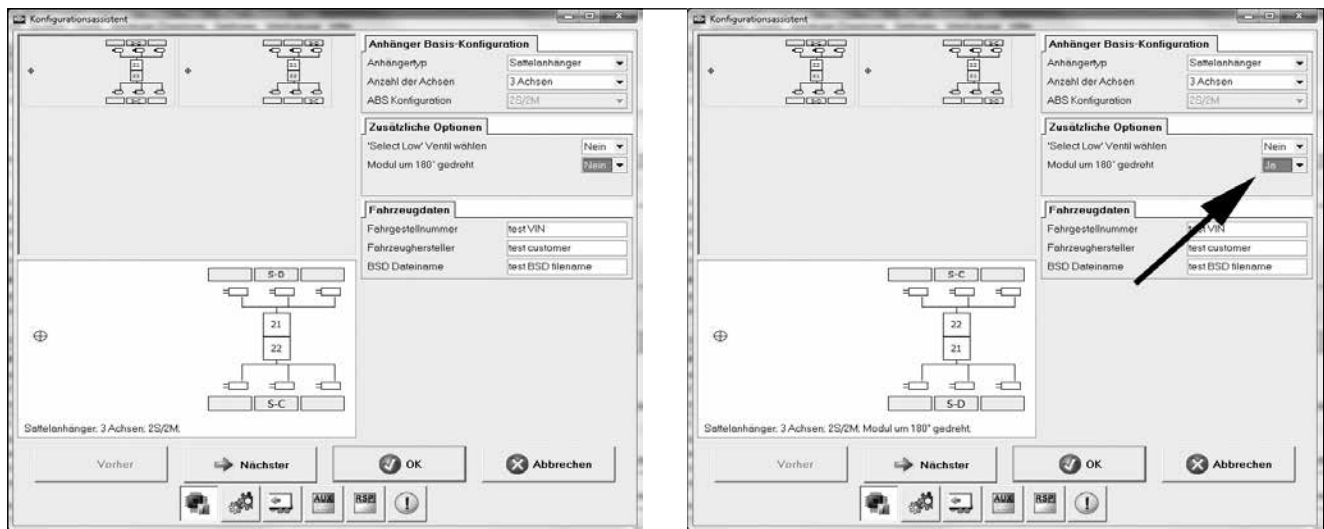 Konfigurationsassistent
Anhänger Basis-Konfiguration
Anhängertyp Sattelanhänger
Anzahl der Achsen 3 Achsen
ABS Konfiguration 2S/2M
Zusätzliche Optionen
'Select Low' Ventil wählen Nein
Modul um 180° gedreht Nein
Fahrzeugdaten
Fahrgestellnummer test VIN
Fahrzeughersteller test customer
BSD Dateiname test BSD filename
S-D
21
22
S-C
Sattelanhänger: 3 Achsen; 2S/2M;
Vorher Nächster OK Abbrechen
AUX RSP
Konfigurationsassistent
Anhänger Basis-Konfiguration
Anhängertyp Sattelanhänger
Anzahl der Achsen 3 Achsen
ABS Konfiguration 2S/2M
Zusätzliche Optionen
'Select Low' Ventil wählen Nein
Modul um 180° gedreht Ja
Fahrzeugdaten
Fahrgestellnummer VIN
Fahrzeughersteller test customer
BSD Dateiname test BSD filename
S-C
22
21
S-D
Sattelanhänger: 3 Achsen; 2S/2M; Modul um 180° gedreht;
Vorher Nächster OK Abbrechen
AUX RSP